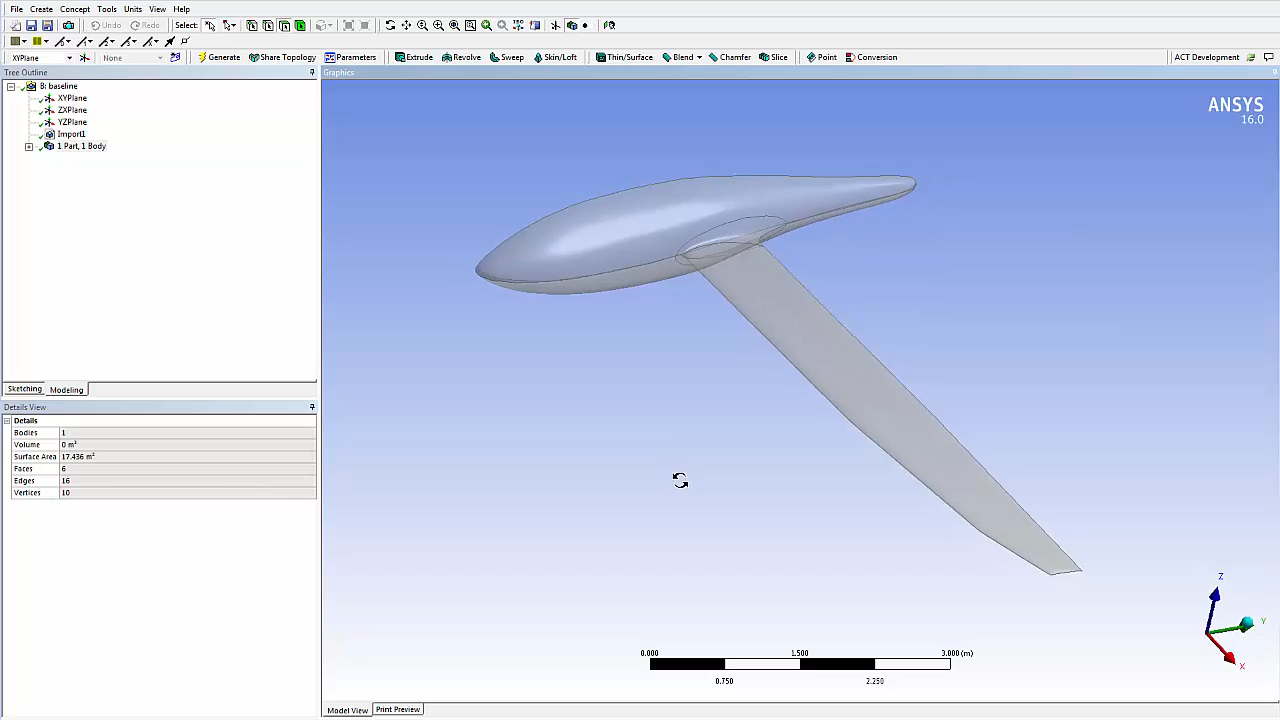 File Create Concept Tools Units View Help
Undo Redo Select:
XYPlane None Generate Share Topology Parameters Extrude Revolve Sweep Skin/Loft Thin/Surface Blend Chamfer Slice Point Conversion ACT Development
Tree Outline
B: baseline
XYPlane
ZXPlane
YZPlane
Import1
1 Part, 1 Body
Sketching Modeling
Details View
Details
Bodies 1
Volume 0 m³
Surface Area 17.436 m²
Faces 6
Edges 16
Vertices 10
Graphics
ANSYS
16.0
Z
Y
X
0.000 1.500 3.000 (m)
0.750 2.250
Model View Print Preview